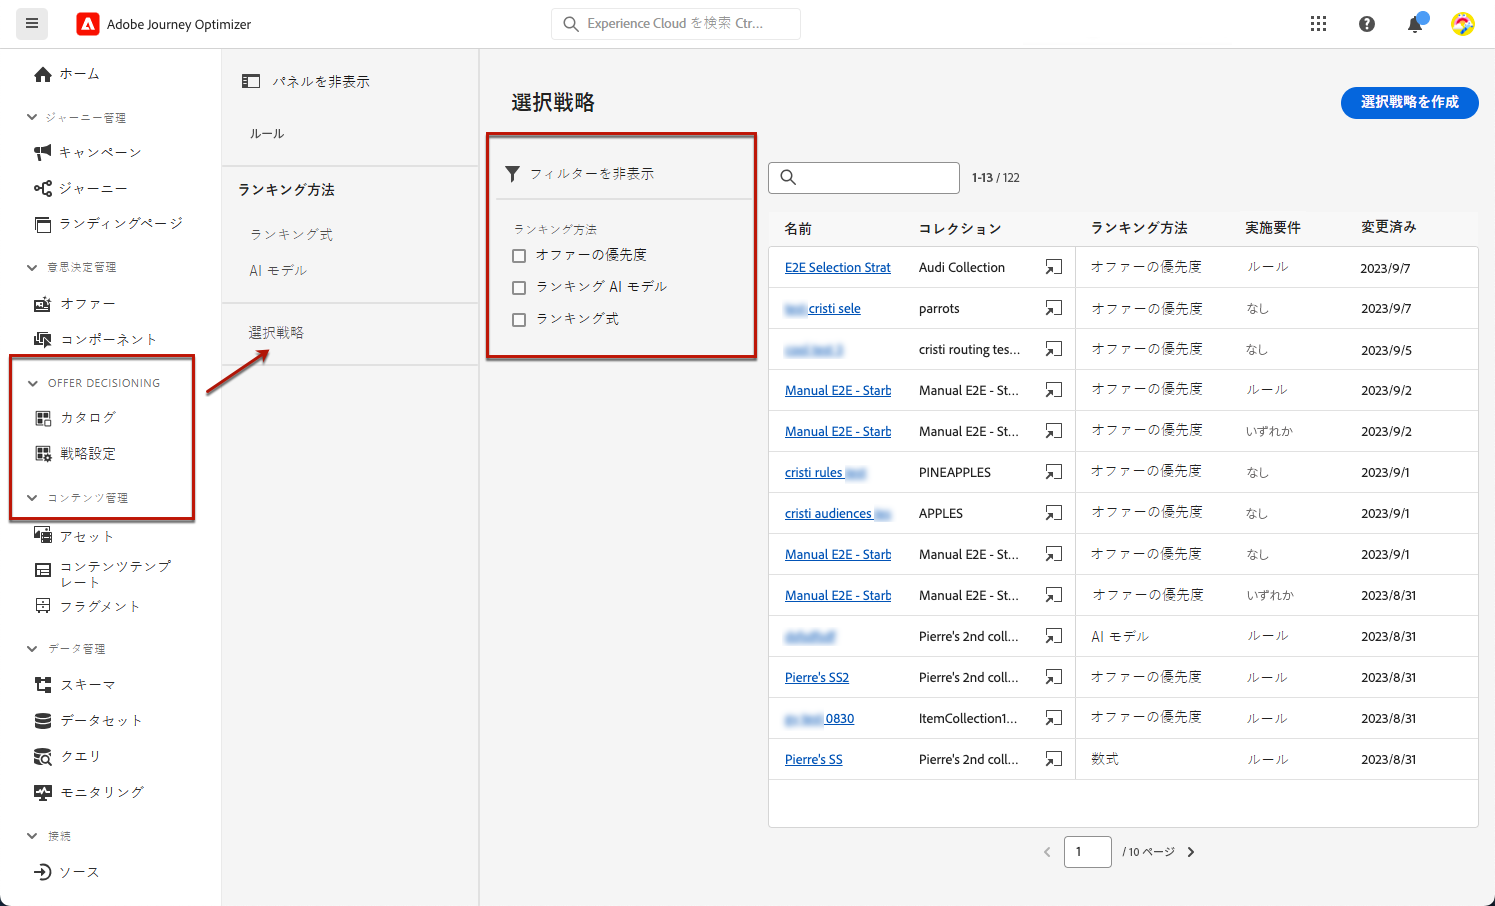 Adobe Journey Optimizer
Experience Cloud を検索 Ctr...
ホーム
ジャーニー管理
キャンペーン
ジャーニー
ランディングページ
意思決定管理
オファー
コンポーネント
OFFER DECISIONING
カタログ
戦略設定
コンテンツ管理
アセット
コンテンツテンプ
レート
フラグメント
データ管理
スキーマ
データセット
クエリ
モニタリング
接続
ソース
パネルを非表示
ルール
ランキング方法
ランキング式
AI モデル
選択戦略
選択戦略
選択戦略を作成
フィルターを非表示
ランキング方法
オファーの優先度
ランキング AI モデル
ランキング式
1-13 / 122
名前 コレクション ランキング方法 実施要件 変更済み
E2E Selection Strat Audi Collection オファーの優先度 ルール 2023/9/7
cristi sele parrots オファーの優先度 なし 2023/9/7
cristi routing tes... オファーの優先度 なし 2023/9/5
Manual E2E - Starb Manual E2E - St... オファーの優先度 ルール 2023/9/2
Manual E2E - Starb Manual E2E - St... オファーの優先度 いずれか 2023/9/2
cristi rules PINEAPPLES オファーの優先度 なし 2023/9/1
cristi audiences APPLES オファーの優先度 なし 2023/9/1
Manual E2E - Starb Manual E2E - St... オファーの優先度 なし 2023/9/1
Manual E2E - Starb Manual E2E - St... オファーの優先度 いずれか 2023/8/31
Pierre's 2nd coll... AI モデル ルール 2023/8/31
Pierre's SS2 Pierre's 2nd coll... オファーの優先度 ルール 2023/8/31
0830 ItemCollection1... オファーの優先度 ルール 2023/8/31
Pierre's SS Pierre's 2nd coll... 数式 ルール 2023/8/31
1 / 10 ページ